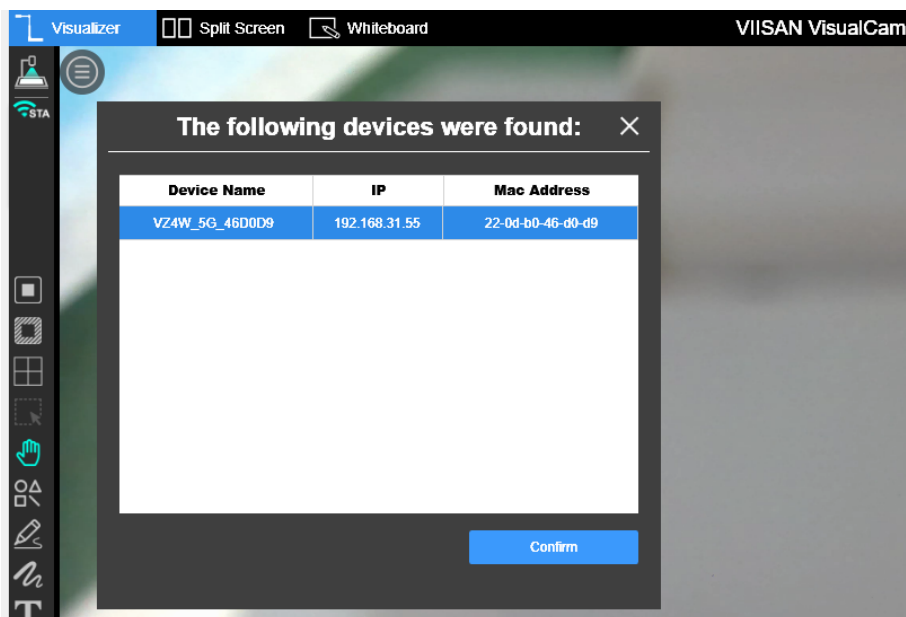 Visualizer Split Screen Whiteboard VIISAN VisualCam
STA
The following devices were found:
Device Name IP Mac Address
VZ4W_5G_46D0D9 192.168.31.55 22-0d-b0-46-d0-d9
Confirm
T